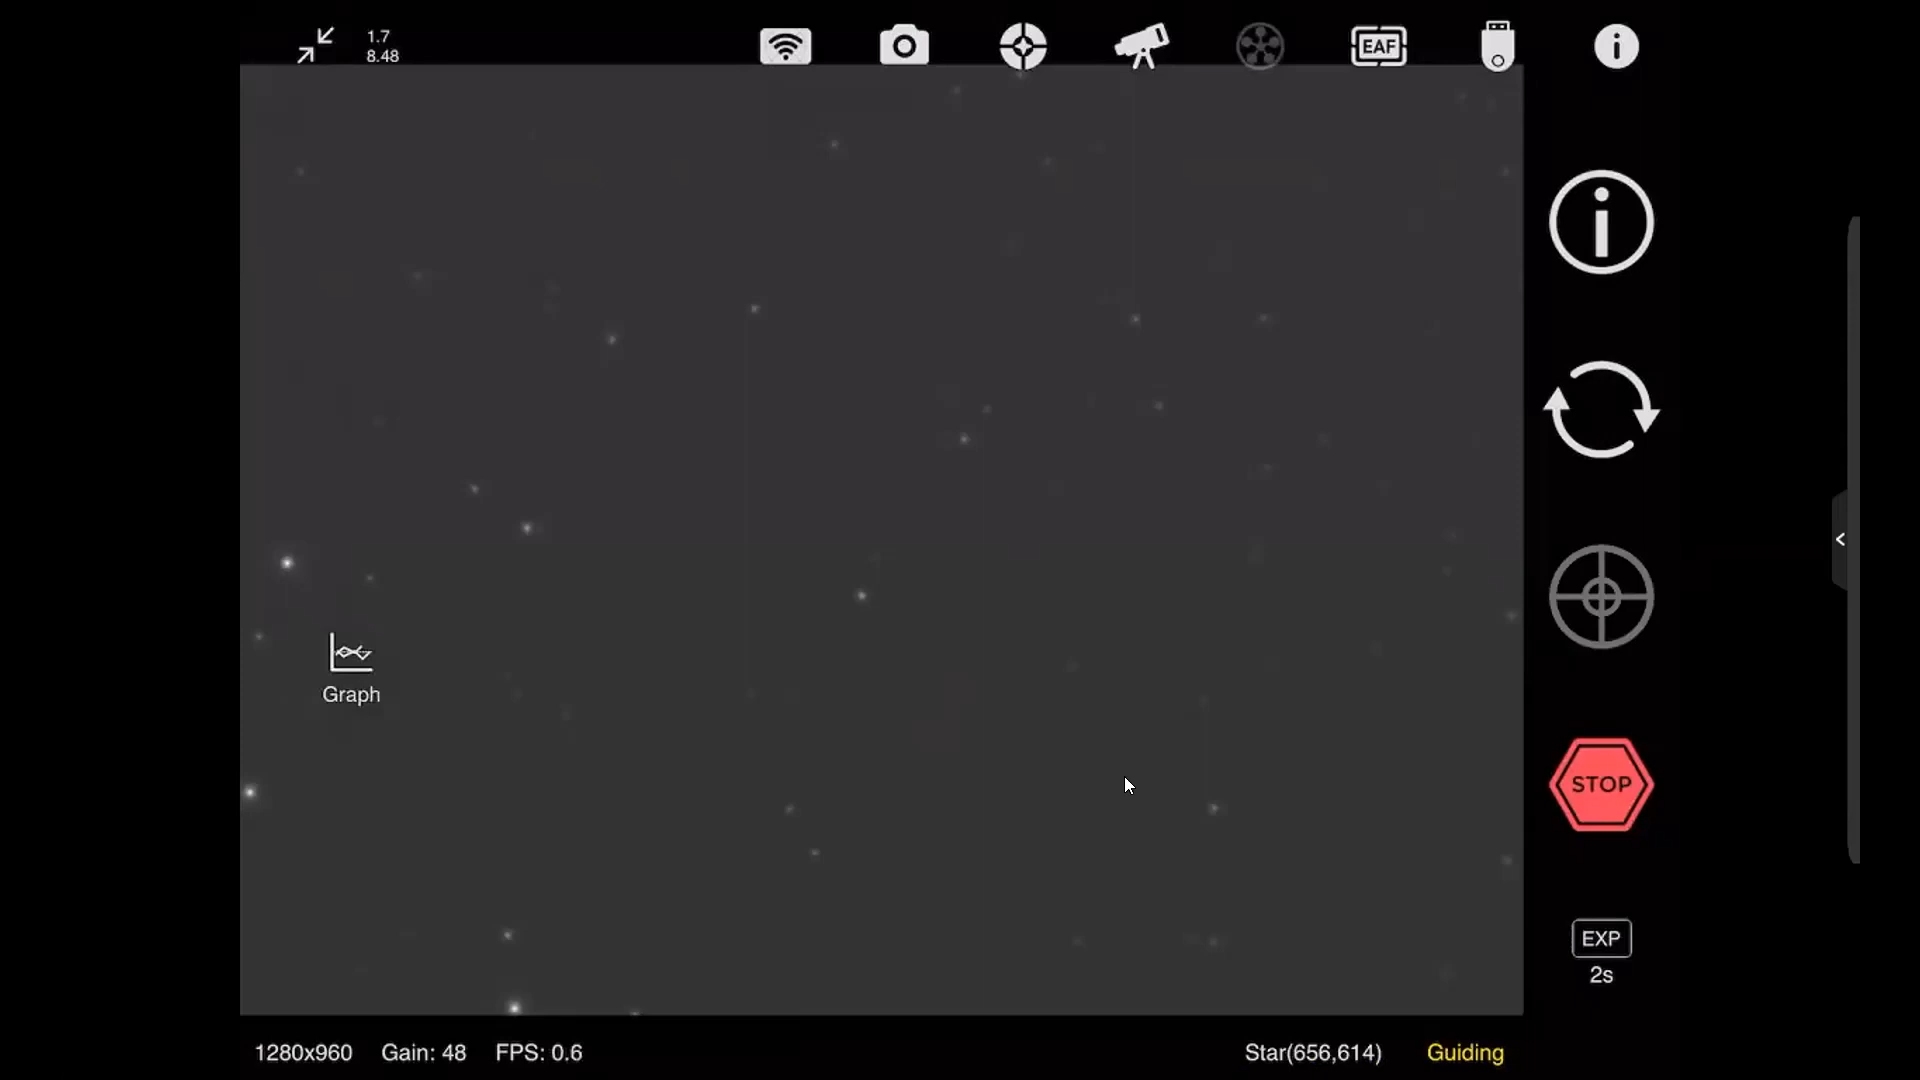 1.7
8.48
EAF
Graph
STOP
EXP
2s
1280x960 Gain: 48 FPS: 0.6 Star(656,614) Guiding